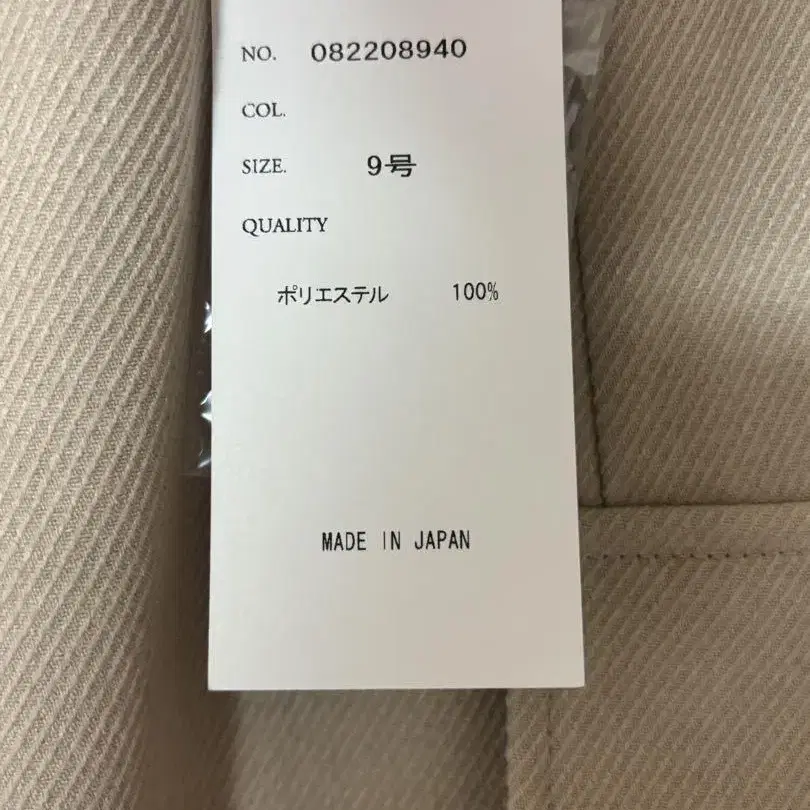 NO. 082208940
COL.
SIZE. 9号
QUALITY
ポリエステル 100%
MADE IN JAPAN